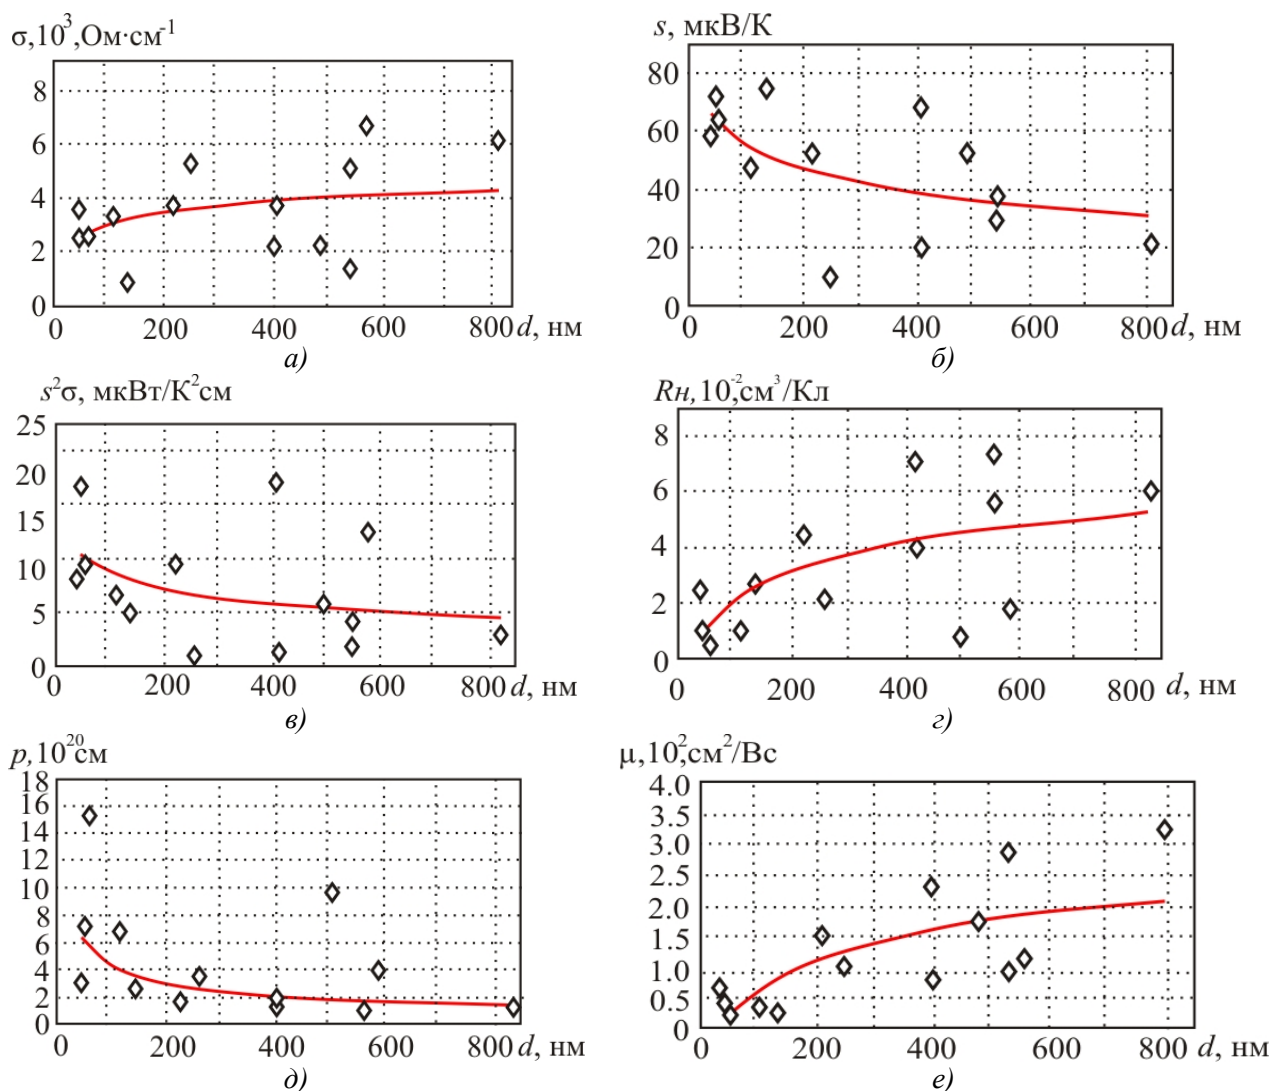 σ,10³,Ом·см⁻¹
8
6
4
2
0
0 200 400 600 800 d, нм
а)
s, мкВ/К
80
60
40
20
0
0 200 400 600 800 d, нм
б)
s²σ, мкВт/К²см
25
20
15
10
5
0
0 200 400 600 800 d, нм
в)
Rн,10⁻²,см³/Кл
8
6
4
2
0
0 200 400 600 800 d, нм
г)
p,10²⁰см
18
16
14
12
10
8
6
4
2
0
0 200 400 600 800 d, нм
д)
μ,10²,см²/Вс
4.0
3.5
3.0
2.5
2.0
1.5
1.0
0.5
0
0 200 400 600 800 d, нм
е)